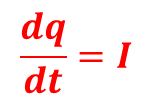 dq/dt = I